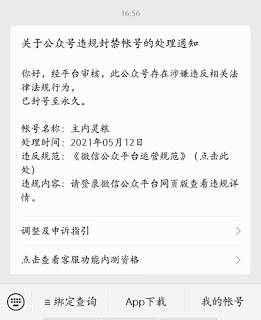 16:56
关于公众号违规封禁帐号的处理通知
你好，经平台审核，此公众号存在涉嫌违反相关法
律法规行为，
已封号至永久。
帐号名称：主内灵粮
处理时间：2021年05月12日
违反规范：《微信公众平台运营规范》（点击此
处）
违规内容：请登录微信公众平台网页版查看违规详
情。
调整及申诉指引
点击查看客服功能内测资格
绑定查询
App下载
我的帐号